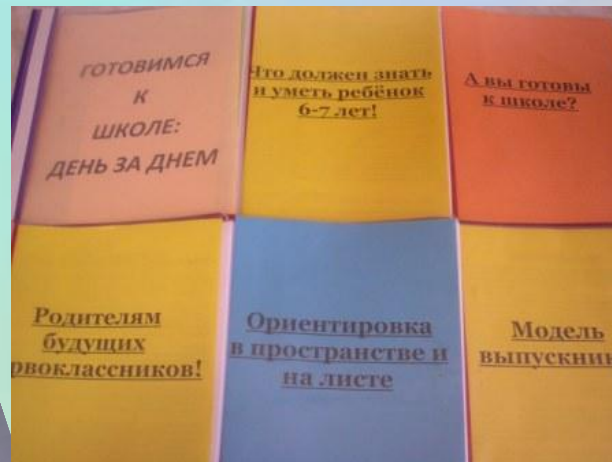 ГОТОВИМСЯ
К
ШКОЛЕ:
ДЕНЬ ЗА ДНЕМ
Что должен знать
и уметь ребёнок
6-7 лет!
А вы готовы
к школе?
Родителям
будущих
рвоклассников!
Ориентировка
в пространстве и
на листе
Модель
выпускник